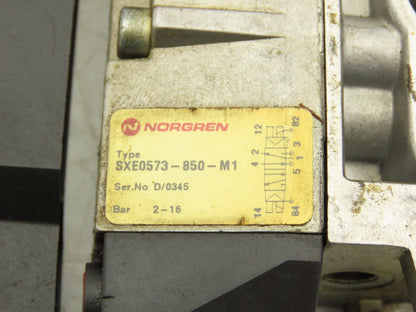 NORGREN
Type
SXE0573-850-M1
Ser.No D/0345
Bar 2-16
12 82
4 2 1 3
5
14 84